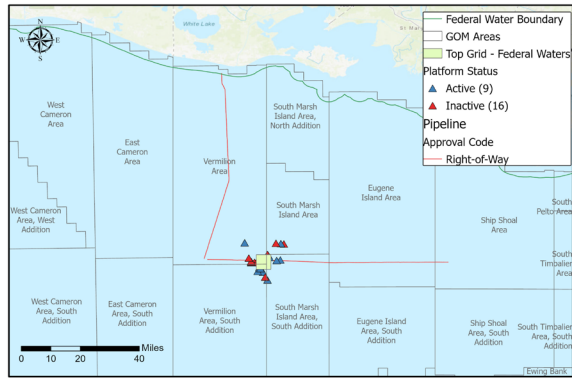 N
W
E
S
White Lake
Federal Water Boundary
GOM Areas
Top Grid - Federal Waters
Platform Status
Active (9)
Inactive (16)
Pipeline
Approval Code
Right-of-Way
West
Cameron
Area
East
Cameron
Area
Vermilion
Area
South Marsh
Island Area,
North Addition
South Marsh
Island Area
Eugene
Island Area
Ship Shoal
Area
South
Pelto Area
South
Timbalier
Area
West Cameron
Area, West
Addition
West Cameron
Area, South
Addition
East Cameron
Area, South
Addition
Vermilion
Area, South
Addition
South Marsh
Island Area,
South Addition
Eugene Island
Area, South
Addition
Ship Shoal
Area, South
Addition
South Timbalier
Area, South
Addition
Ewing Bank
Miles
0
10
20
40